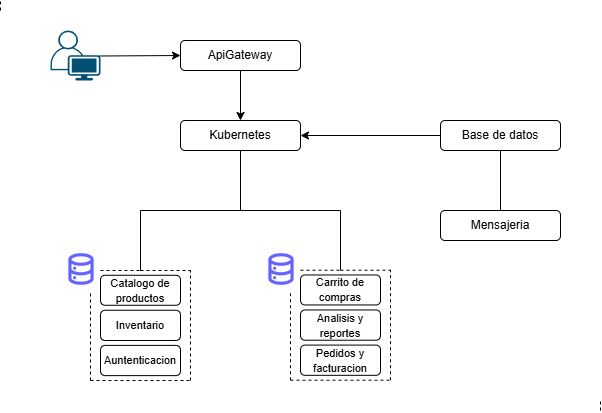 ApiGateway
Kubernetes
Base de datos
Mensajeria
Catalogo de
productos
Inventario
Auntenticacion
Carrito de
compras
Analisis y
reportes
Pedidos y
facturacion